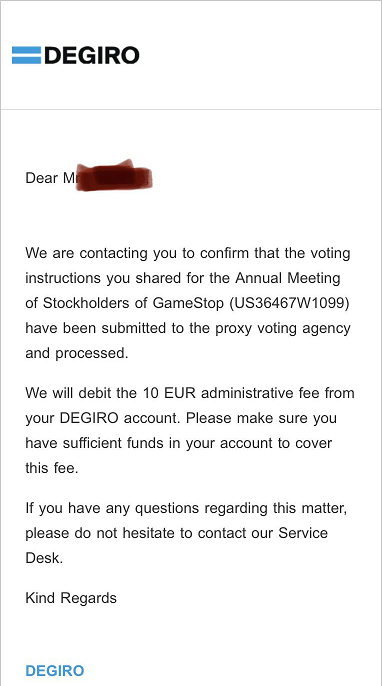 DEGIRO
Dear M
We are contacting you to confirm that the voting
instructions you shared for the Annual Meeting
of Stockholders of GameStop (US36467W1099)
have been submitted to the proxy voting agency
and processed.
We will debit the 10 EUR administrative fee from
your DEGIRO account. Please make sure you
have sufficient funds in your account to cover
this fee.
If you have any questions regarding this matter,
please do not hesitate to contact our Service
Desk.
Kind Regards
DEGIRO